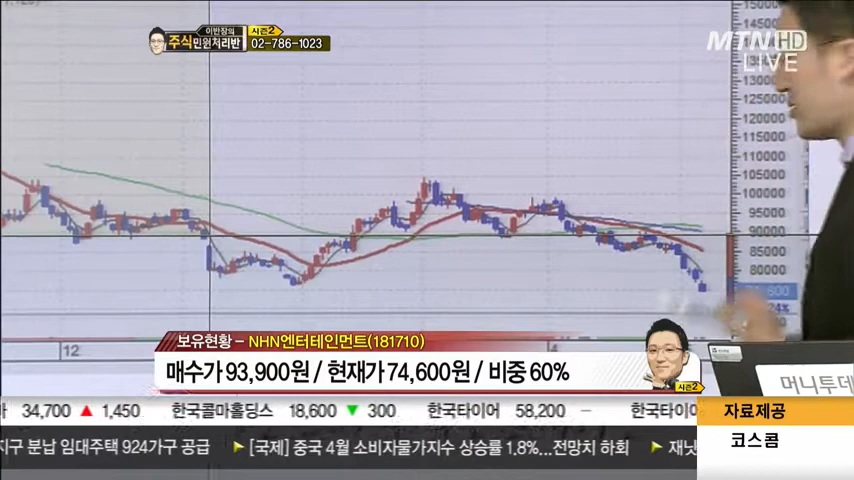 이반장의 시즌2
주식민원처리반 02-786-1023
MTN HD
LIVE
150000
145000
140000
135000
130000
125000
120000
115000
110000
105000
100000
95000
90000
85000
80000
24%
12
4
보유현황 - NHN엔터테인먼트(181710)
매수가 93,900원 / 현재가 74,600원 / 비중 60%
시즌2
머니투데
34,700 ▲ 1,450 한국콜마홀딩스 18,600 ▼ 300 한국타이어 58,200 － 한국타이어
자료제공
코스콤
지구 분납 임대주택 924가구 공급 ▶ [국제] 중국 4월 소비자물가지수 상승률 1.8%...전망치 하회 ▶ 재닛